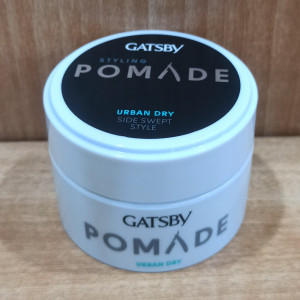 GATSBY
STYLING
POMADE
URBAN DRY
SIDE SWEPT
STYLE
GATSBY
POMADE
URBAN DRY